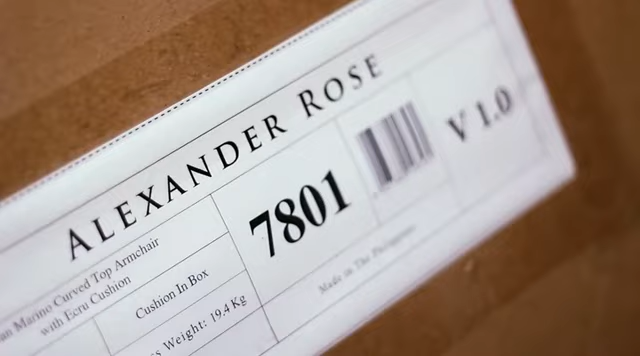 ALEXANDER ROSE
an Marino Curved Top Armchair
with Ecru Cushion
Cushion In Box
s Weight: 19.4 Kg
7801
V 1.0
Made in The Philippines